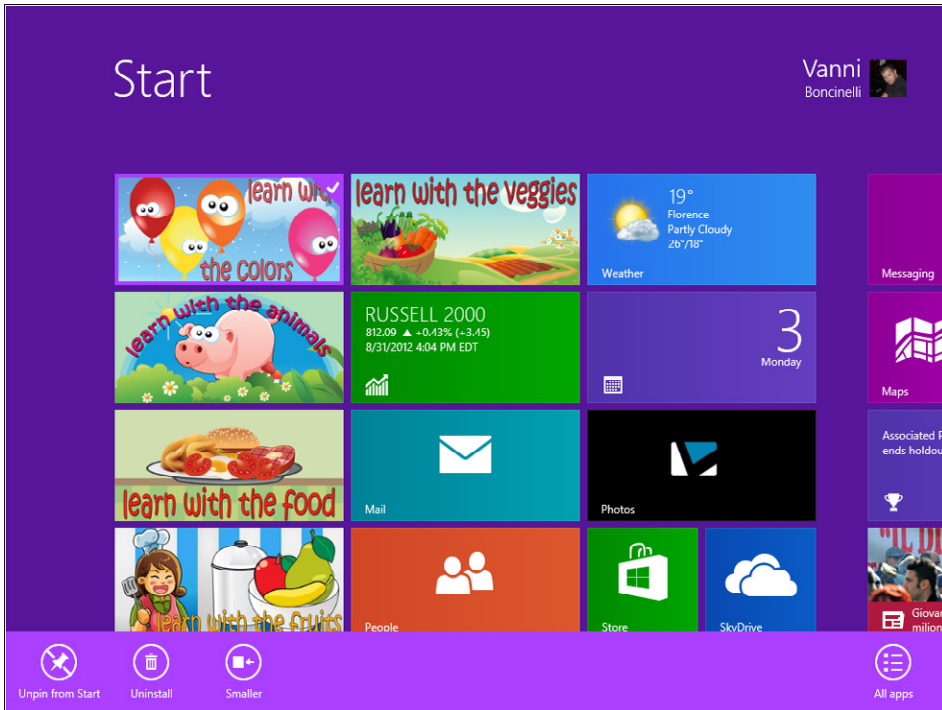 Start
Vanni
Boncinelli
learn with
the COLORS
learn with the veggies
19°
Florence
Partly Cloudy
26°/18°
Weather
Messaging
learn with the animals
RUSSELL 2000
812.09 ▲ +0.43% (+3.45)
8/31/2012 4:04 PM EDT
3
Monday
Maps
learn with the food
Mail
Photos
Associated P
ends holdou
learn with the fruits
People
Store
SkyDrive
Giovan
milion
Unpin from Start
Uninstall
Smaller
All apps